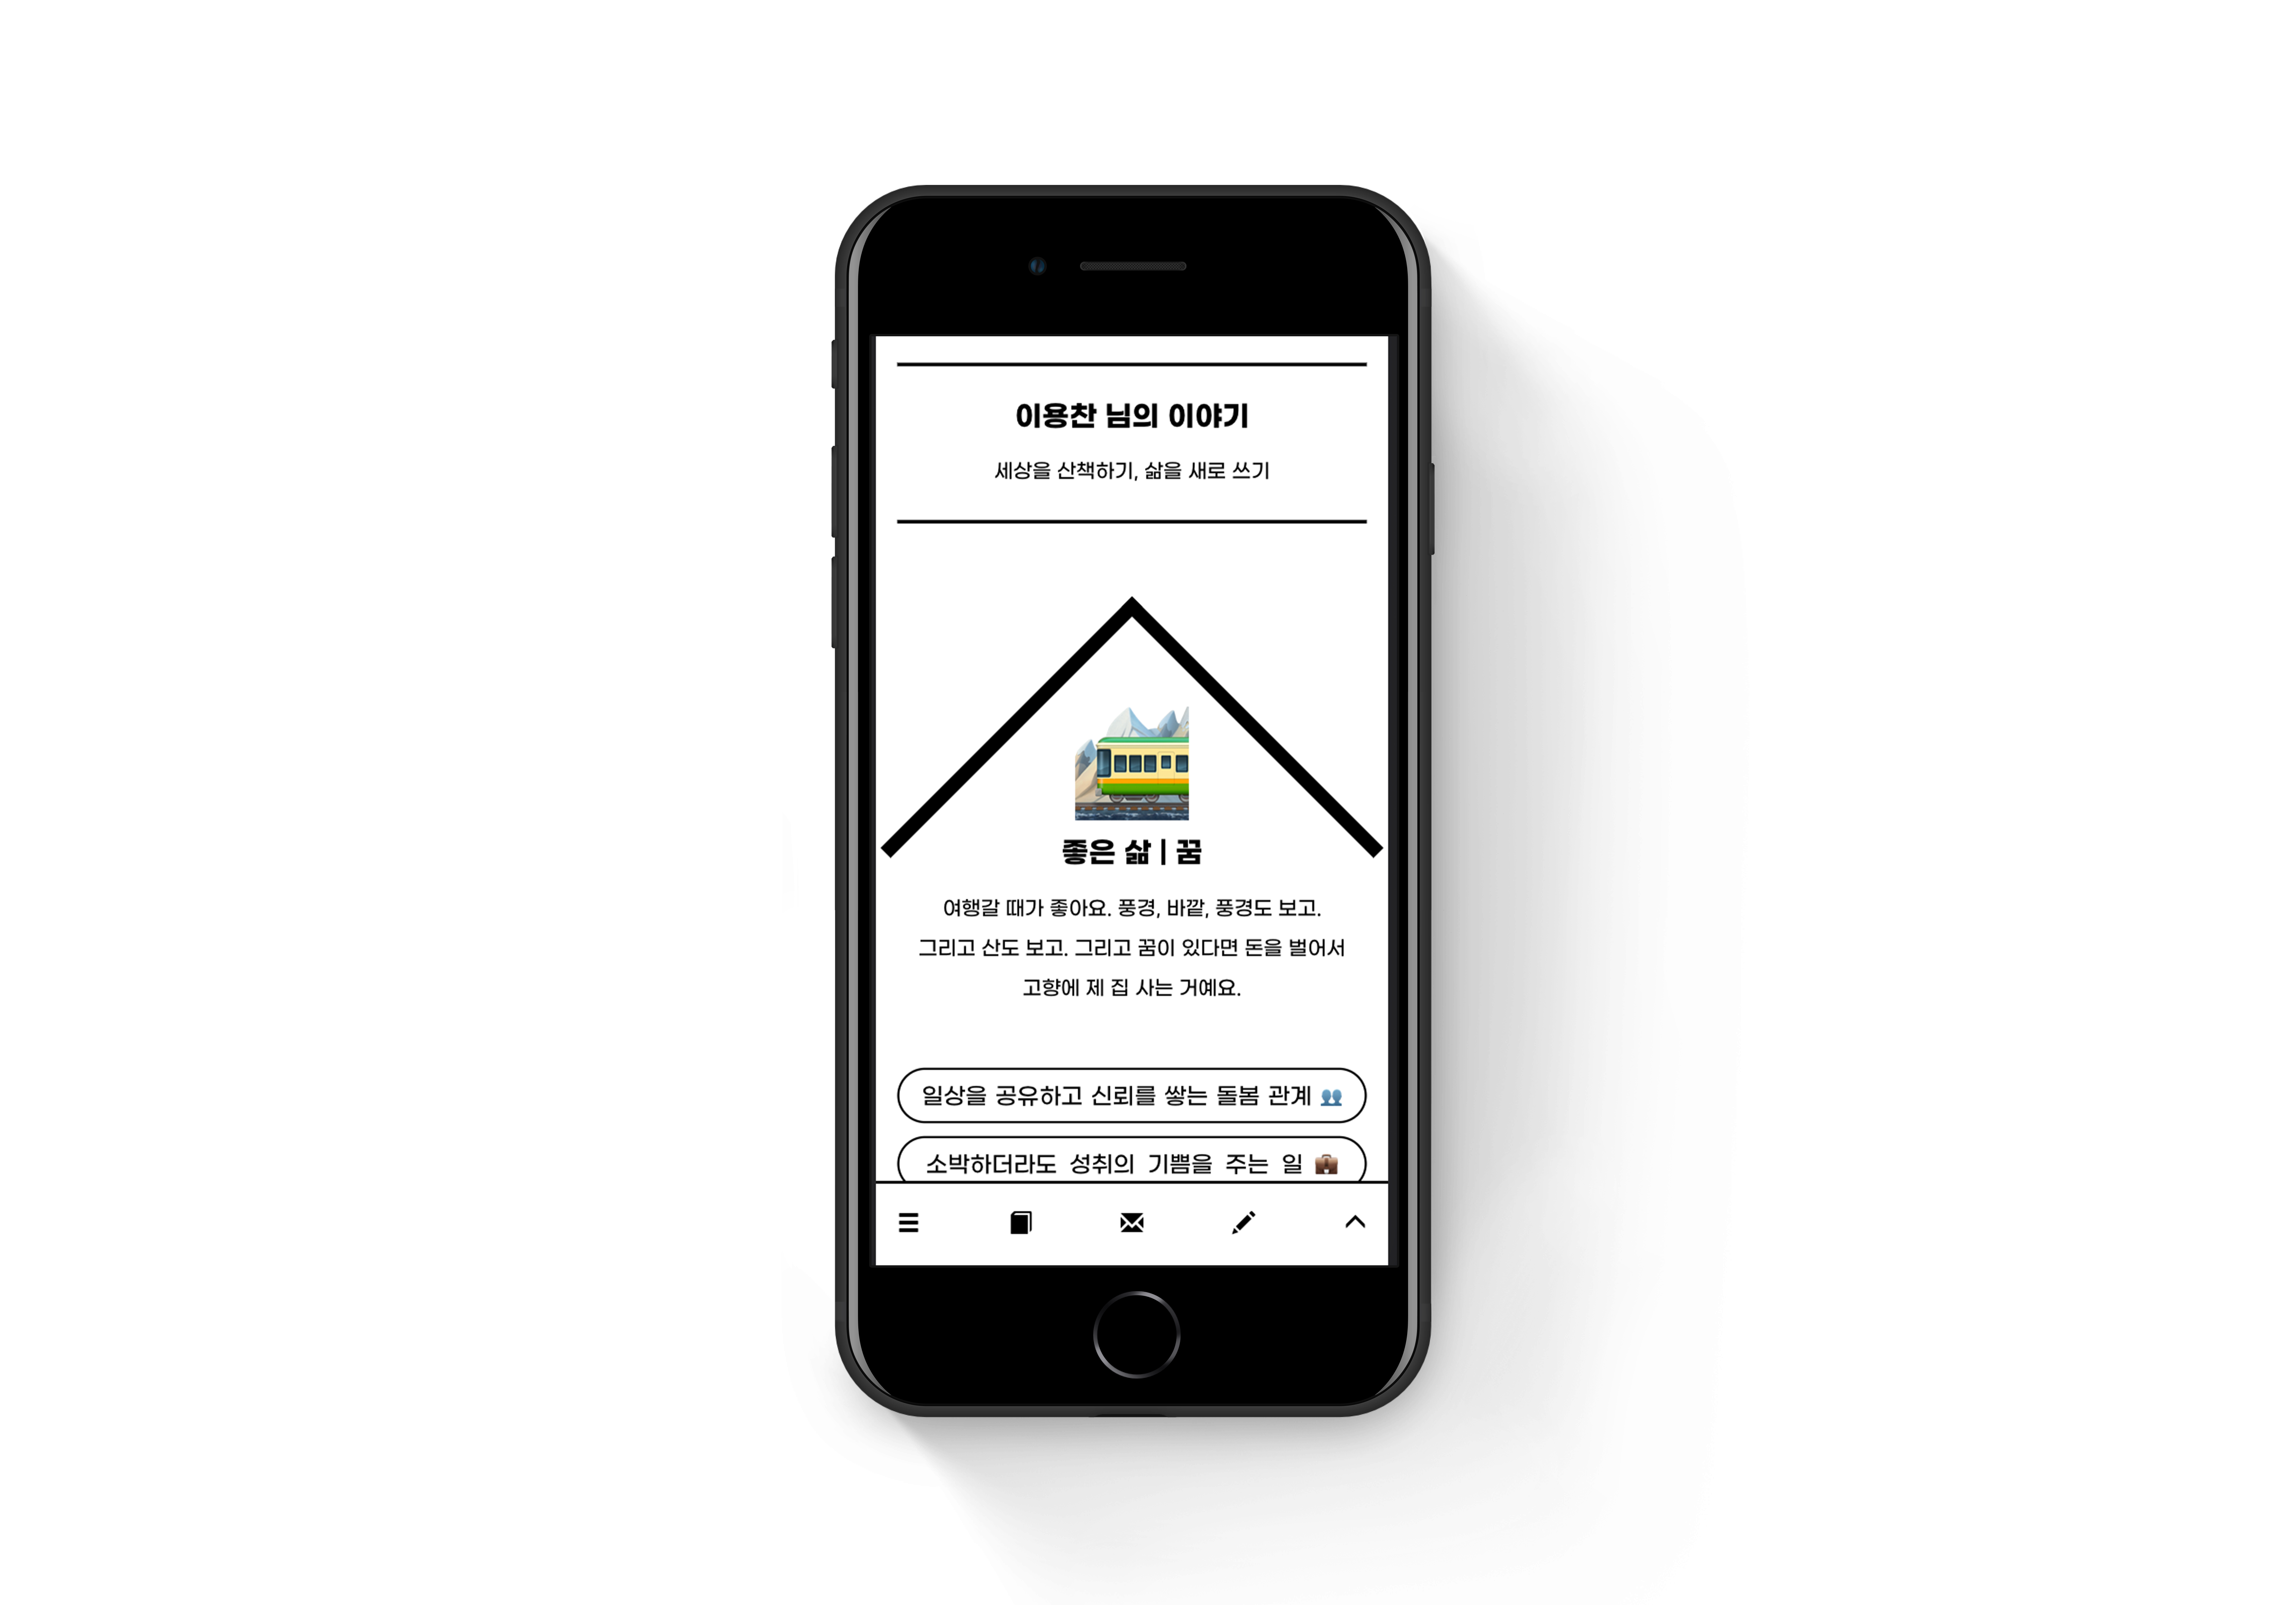 이용찬 님의 이야기
세상을 산책하기, 삶을 새로 쓰기
좋은 삶 | 꿈
여행갈 때가 좋아요. 풍경, 바깥, 풍경도 보고.
그리고 산도 보고. 그리고 꿈이 있다면 돈을 벌어서
고향에 제 집 사는 거예요.
일상을 공유하고 신뢰를 쌓는 돌봄 관계 👥
소박하더라도 성취의 기쁨을 주는 일 💼